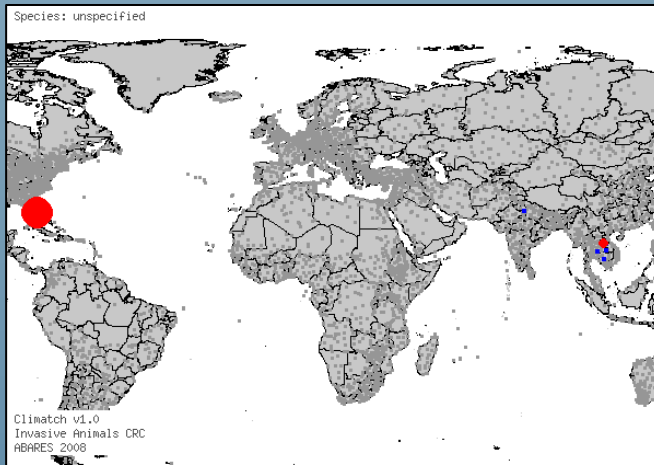 Species: unspecified
Climatch v1.0
Invasive Animals CRC
ABARES 2008